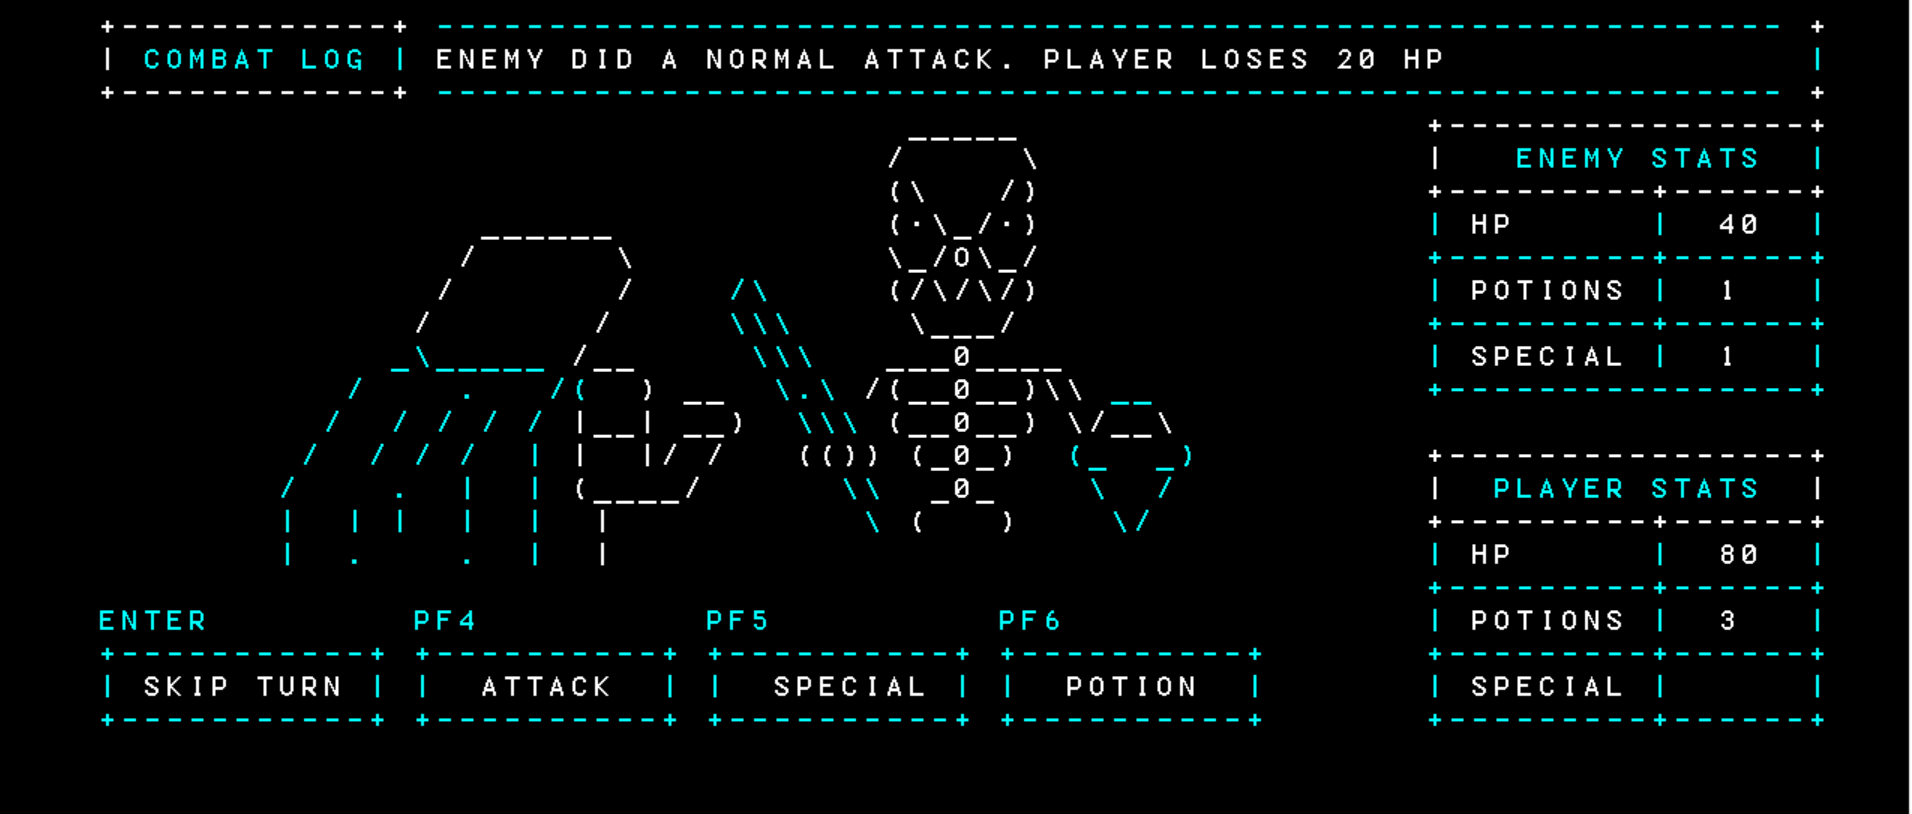 COMBAT LOG ENEMY DID A NORMAL ATTACK. PLAYER LOSES 20 HP
ENEMY STATS
HP 40
POTIONS 1
SPECIAL 1
PLAYER STATS
HP 80
POTIONS 3
SPECIAL
ENTER PF4 PF5 PF6
SKIP TURN ATTACK SPECIAL POTION